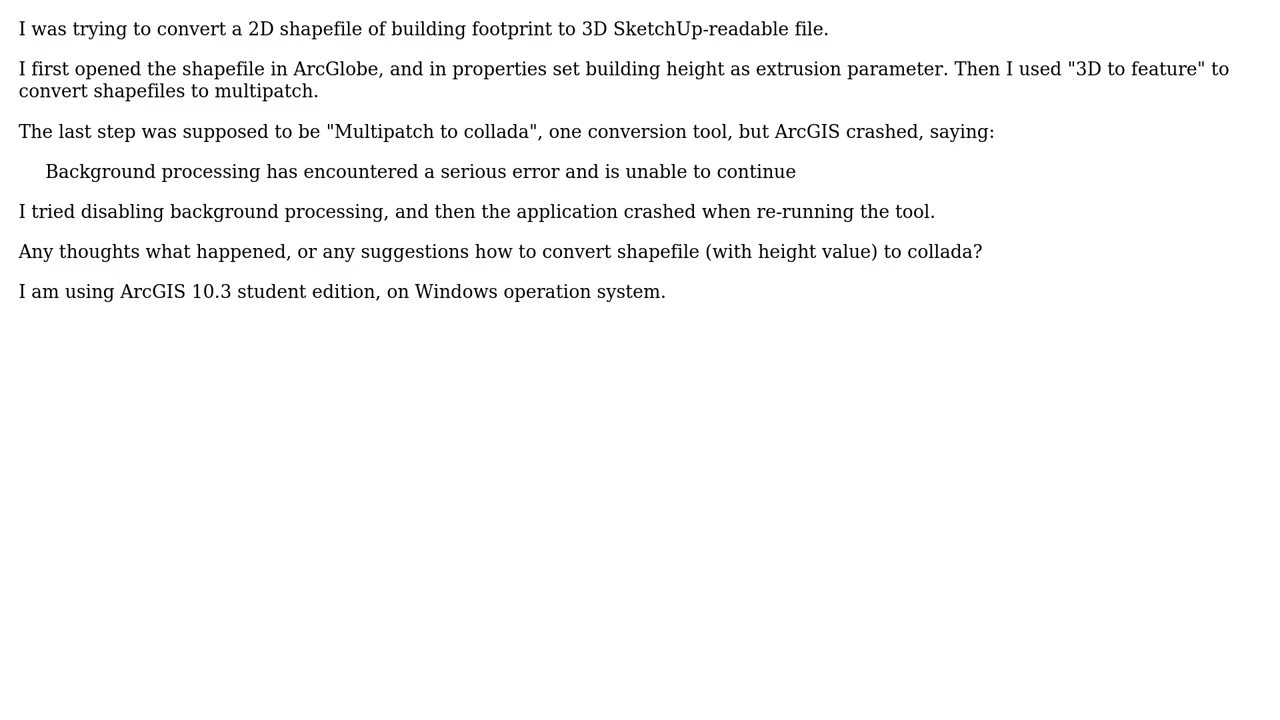 I was trying to convert a 2D shapefile of building footprint to 3D SketchUp-readable file.
I first opened the shapefile in ArcGlobe, and in properties set building height as extrusion parameter. Then I used "3D to feature" to
convert shapefiles to multipatch.
The last step was supposed to be "Multipatch to collada", one conversion tool, but ArcGIS crashed, saying:
Background processing has encountered a serious error and is unable to continue
I tried disabling background processing, and then the application crashed when re-running the tool.
Any thoughts what happened, or any suggestions how to convert shapefile (with height value) to collada?
I am using ArcGIS 10.3 student edition, on Windows operation system.